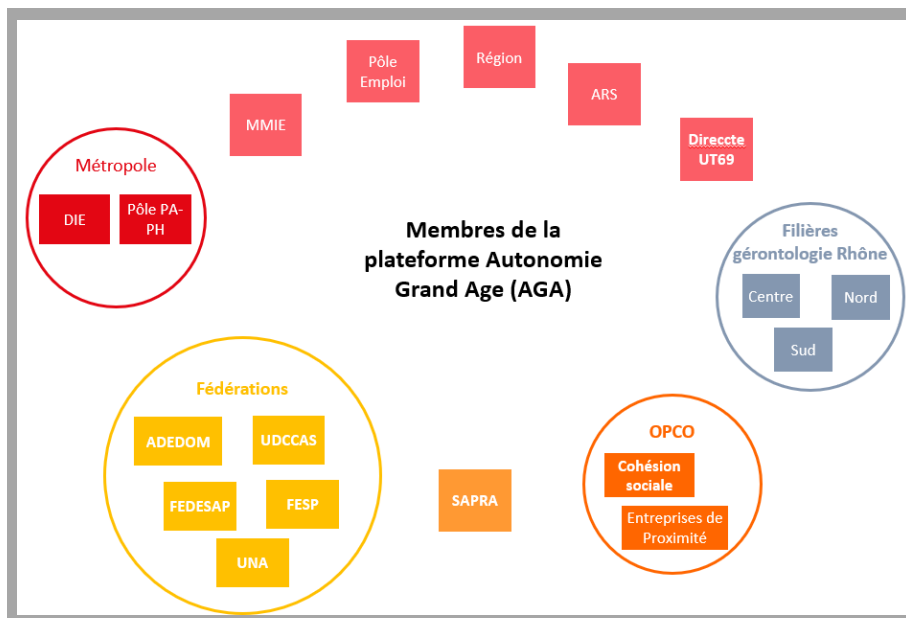 Pôle
Emploi
Région
ARS
MMIE
Direccte
UT69
Métropole
DIE
Pôle PA-
PH
Membres de la
plateforme Autonomie
Grand Age (AGA)
Filières
gérontologie Rhône
Centre
Nord
Sud
Fédérations
ADEDOM
UDCCAS
FEDESAP
FESP
UNA
SAPRA
OPCO
Cohésion
sociale
Entreprises de
Proximité